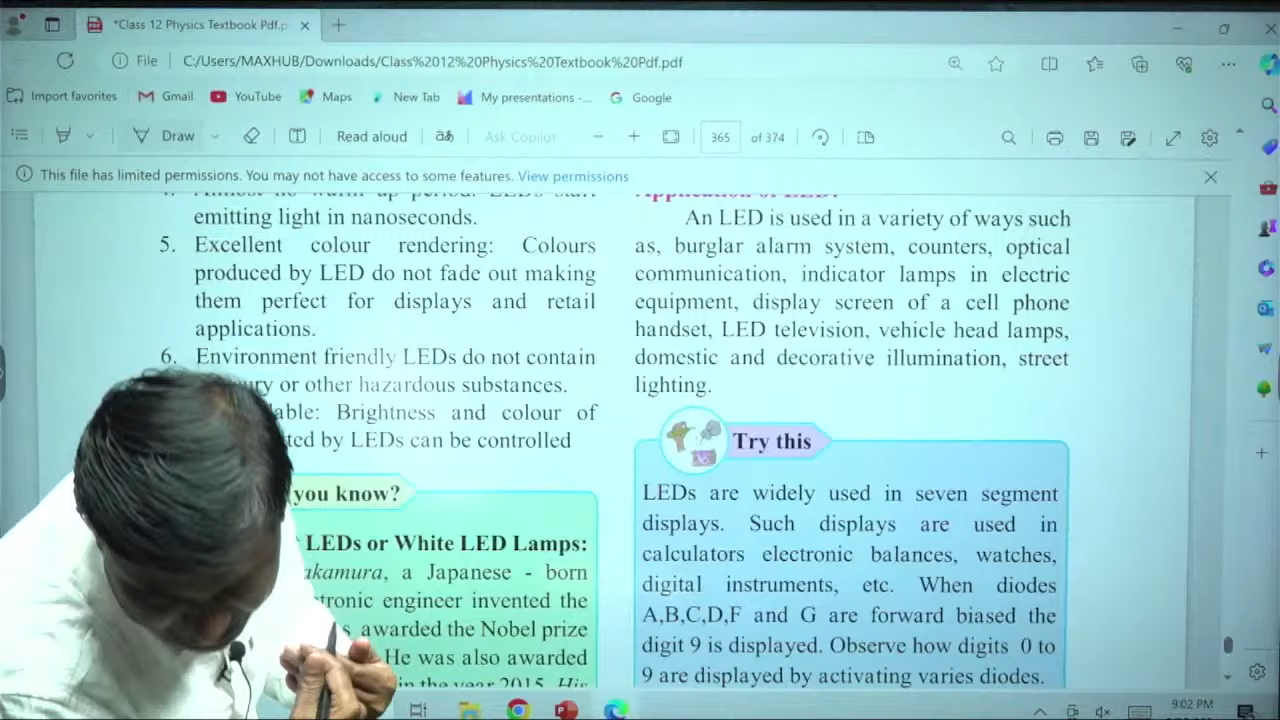 *Class 12 Physics Textbook Pdf.p
File C:/Users/MAXHUB/Downloads/Class%2012%20Physics%20Textbook%20Pdf.pdf
Import favorites Gmail YouTube Maps New Tab My presentations -... Google
Draw Read aloud Ask Copilot 365 of 374
This file has limited permissions. You may not have access to some features. View permissions
emitting light in nanoseconds.
5. Excellent colour rendering: Colours
produced by LED do not fade out making
them perfect for displays and retail
applications.
6. Environment friendly LEDs do not contain
or other hazardous substances.
Brightness and colour of
by LEDs can be controlled
you know?
LEDs or White LED Lamps:
a Japanese - born
engineer invented the
awarded the Nobel prize
He was also awarded
in the year 2015. His
Application of LED:
An LED is used in a variety of ways such
as, burglar alarm system, counters, optical
communication, indicator lamps in electric
equipment, display screen of a cell phone
handset, LED television, vehicle head lamps,
domestic and decorative illumination, street
lighting.
Try this
LEDs are widely used in seven segment
displays. Such displays are used in
calculators electronic balances, watches,
digital instruments, etc. When diodes
A,B,C,D,F and G are forward biased the
digit 9 is displayed. Observe how digits 0 to
9 are displayed by activating varies diodes.
9:02 PM